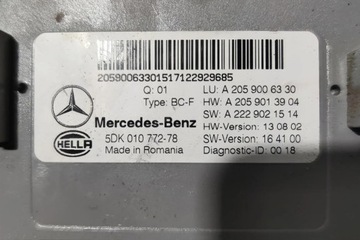 20590063301517122929685
Q: 01 LU: A 205 900 63 30
Type: BC-F HW: A 205 901 39 04
SW: A 222 902 15 14
Mercedes-Benz HW-Version: 13 08 02
HELLA 5DK 010 772-78 SW-Version: 16 41 00
Made in Romania Diagnostic-ID: 00 18